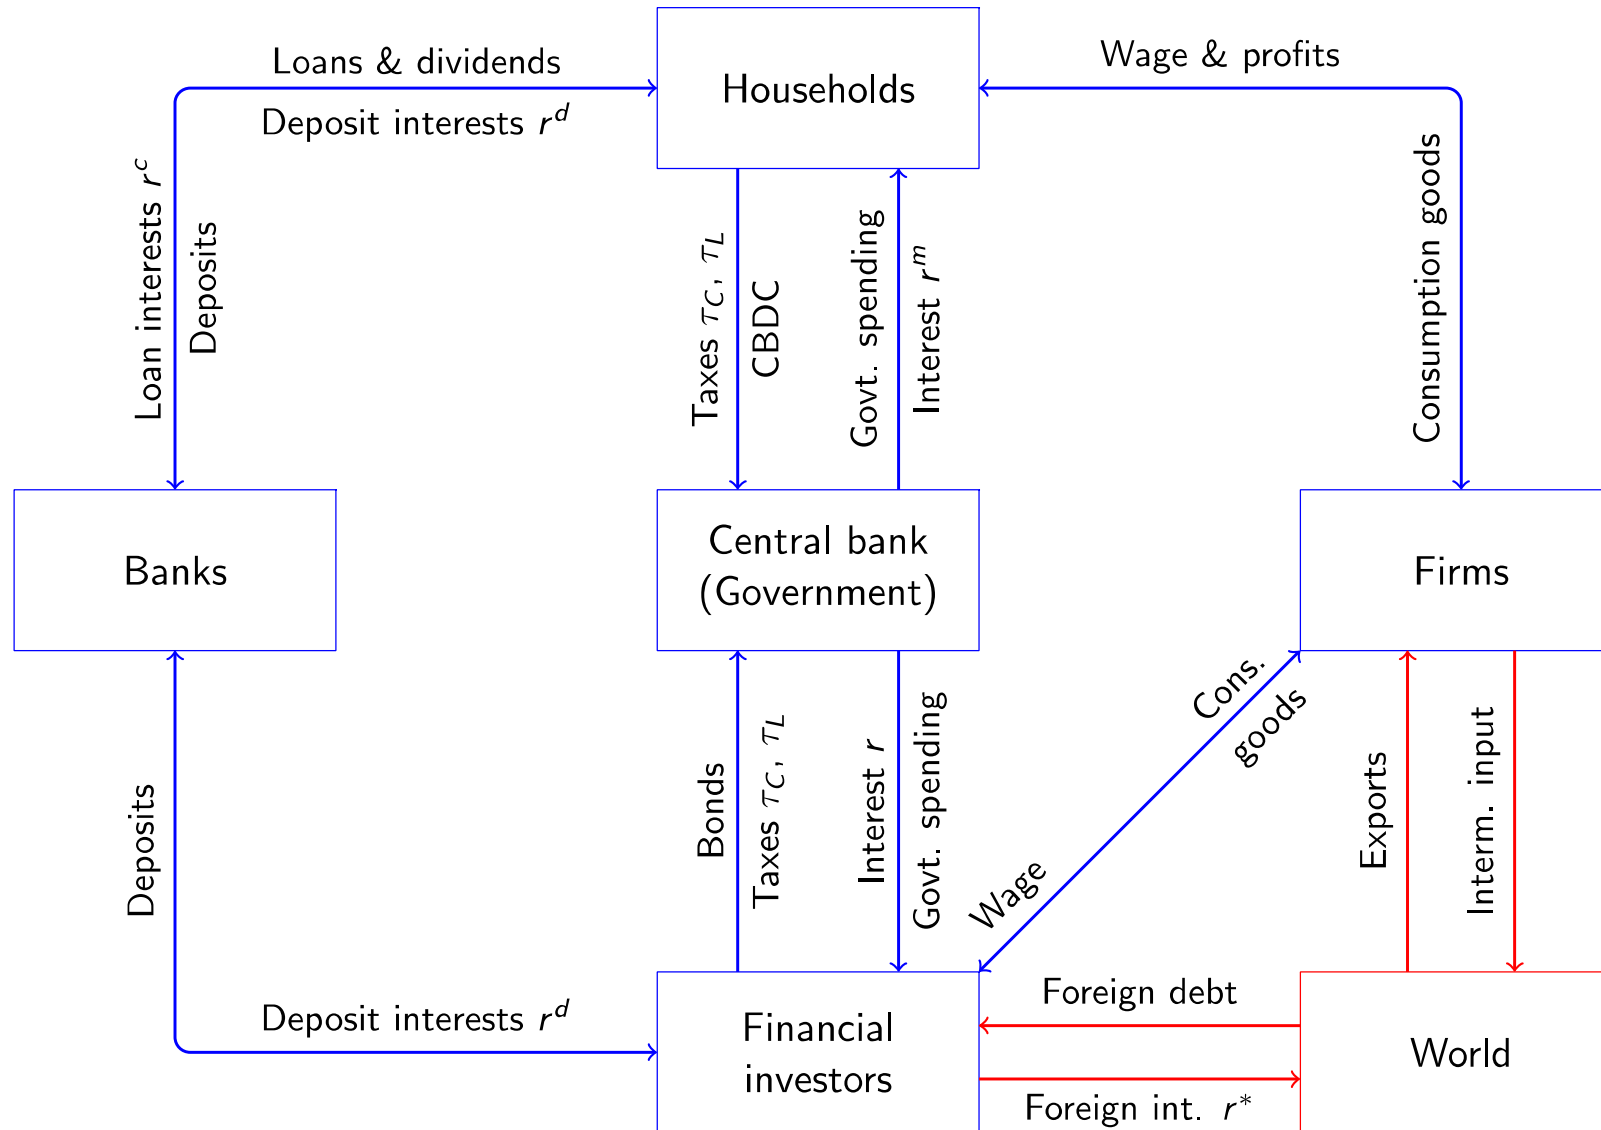 Loans & dividends
Wage & profits
Households
Deposit interests r^d
Loan interests r^c
Deposits
Taxes τ_C, τ_L
CBDC
Govt. spending
Interest r^m
Consumption goods
Banks
Central bank
(Government)
Firms
Deposits
Bonds
Taxes τ_C, τ_L
Interest r
Govt. spending
Cons.
goods
Wage
Exports
Interm. input
Deposit interests r^d
Financial
investors
Foreign debt
Foreign int. r*
World